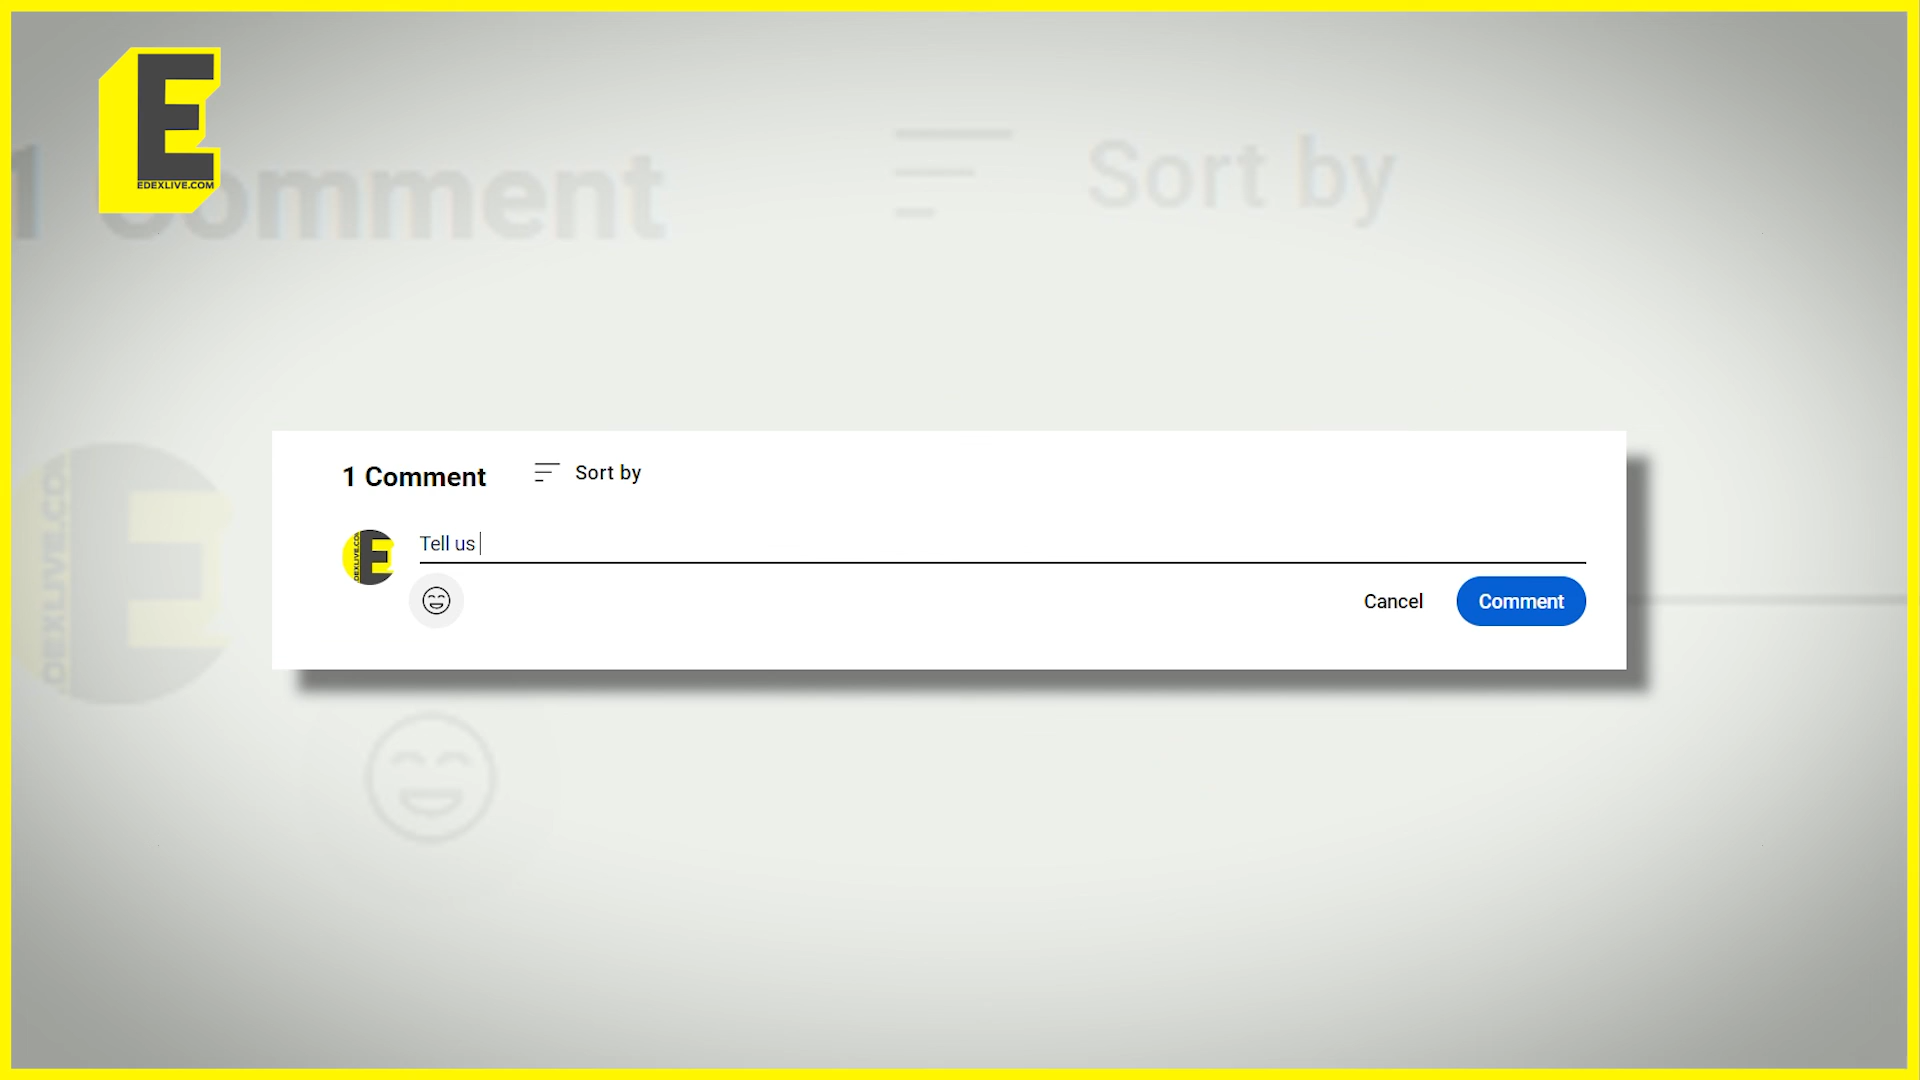 EDEXLIVE.COM
1 Comment
Sort by
1 Comment
Sort by
Tell us
Cancel
Comment